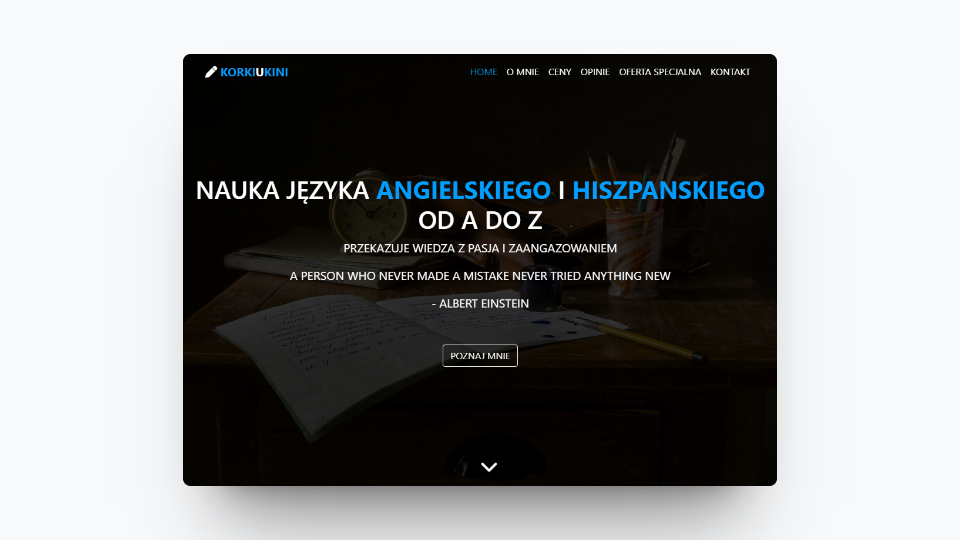 KORKIUKINI
HOME O MNIE CENY OPINIE OFERTA SPECJALNA KONTAKT
NAUKA JĘZYKA ANGIELSKIEGO I HISZPANSKIEGO
OD A DO Z
PRZEKAZUJE WIEDZA Z PASJA I ZAANGAZOWANIEM
A PERSON WHO NEVER MADE A MISTAKE NEVER TRIED ANYTHING NEW
- ALBERT EINSTEIN
POZNAJ MNIE